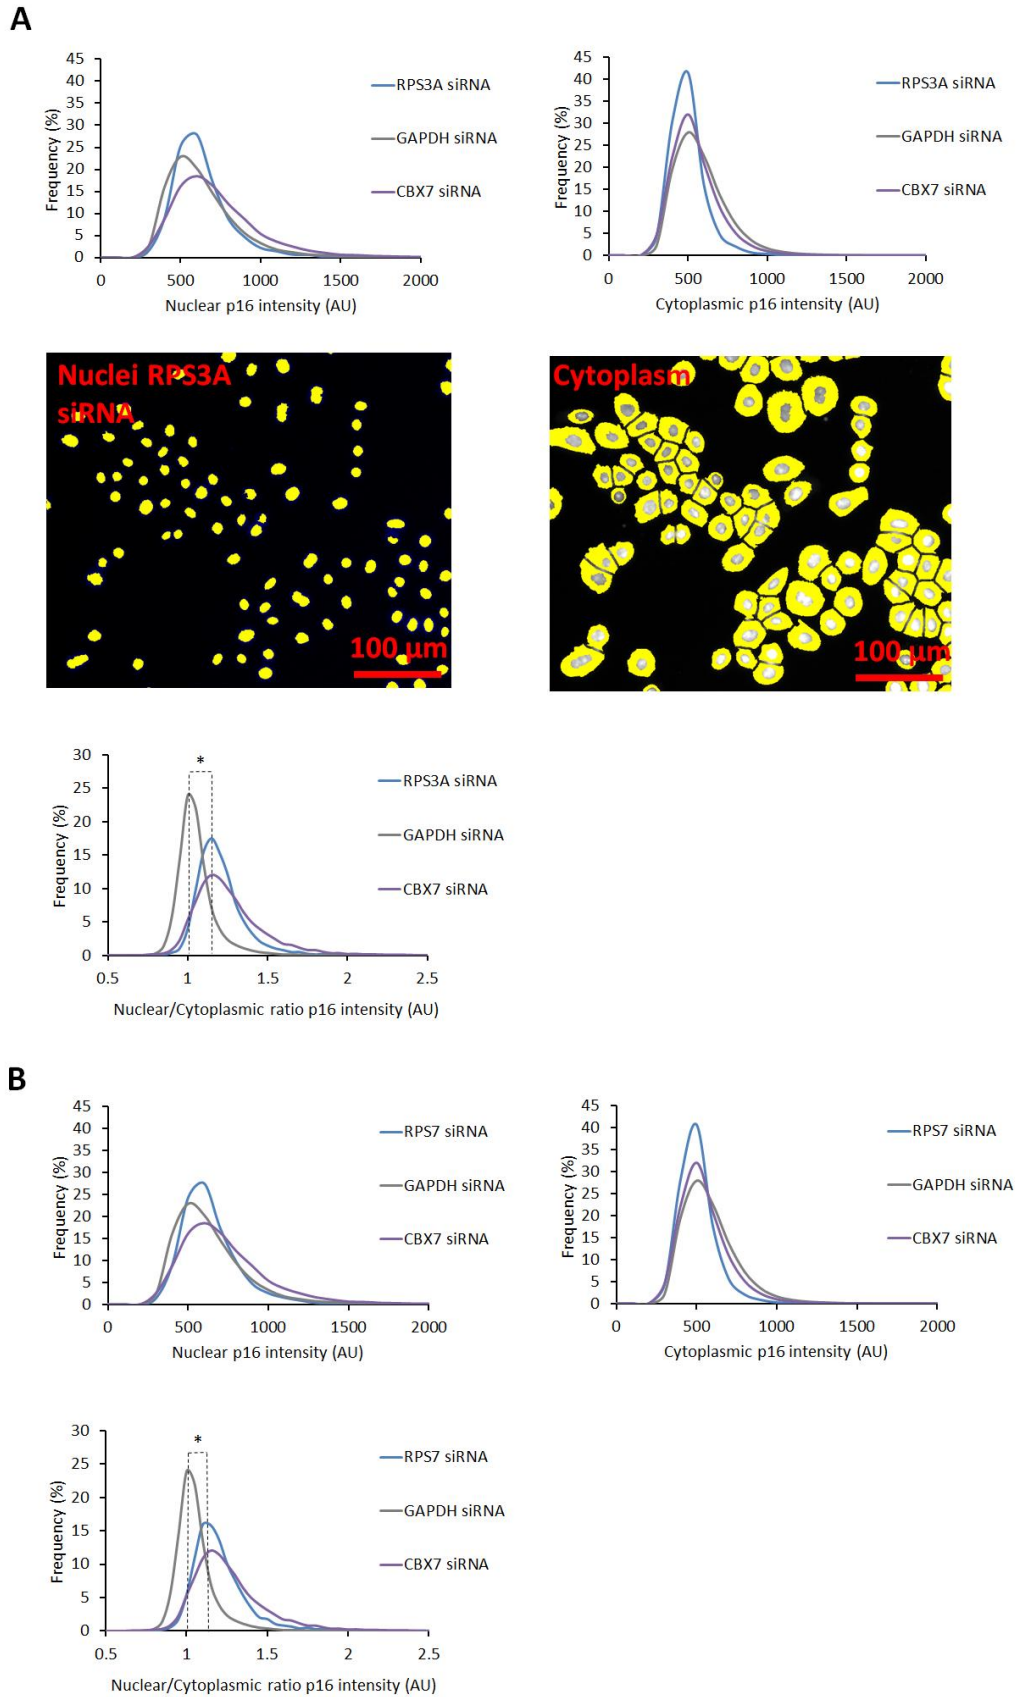 A
45
40
35
30
25
20
15
10
5
0
Frequency (%)
0 500 1000 1500 2000
Nuclear p16 intensity (AU)
RPS3A siRNA
GAPDH siRNA
CBX7 siRNA
45
40
35
30
25
20
15
10
5
0
Frequency (%)
0 500 1000 1500 2000
Cytoplasmic p16 intensity (AU)
RPS3A siRNA
GAPDH siRNA
CBX7 siRNA
Nuclei RPS3A
siRNA
100 µm
Cytoplasm
100 µm
30
25
20
15
10
5
0
Frequency (%)
*
0.5 1 1.5 2 2.5
Nuclear/Cytoplasmic ratio p16 intensity (AU)
RPS3A siRNA
GAPDH siRNA
CBX7 siRNA
B
45
40
35
30
25
20
15
10
5
0
Frequency (%)
0 500 1000 1500 2000
Nuclear p16 intensity (AU)
RPS7 siRNA
GAPDH siRNA
CBX7 siRNA
45
40
35
30
25
20
15
10
5
0
Frequency (%)
0 500 1000 1500 2000
Cytoplasmic p16 intensity (AU)
RPS7 siRNA
GAPDH siRNA
CBX7 siRNA
30
25
20
15
10
5
0
Frequency (%)
*
0.5 1 1.5 2 2.5
Nuclear/Cytoplasmic ratio p16 intensity (AU)
RPS7 siRNA
GAPDH siRNA
CBX7 siRNA